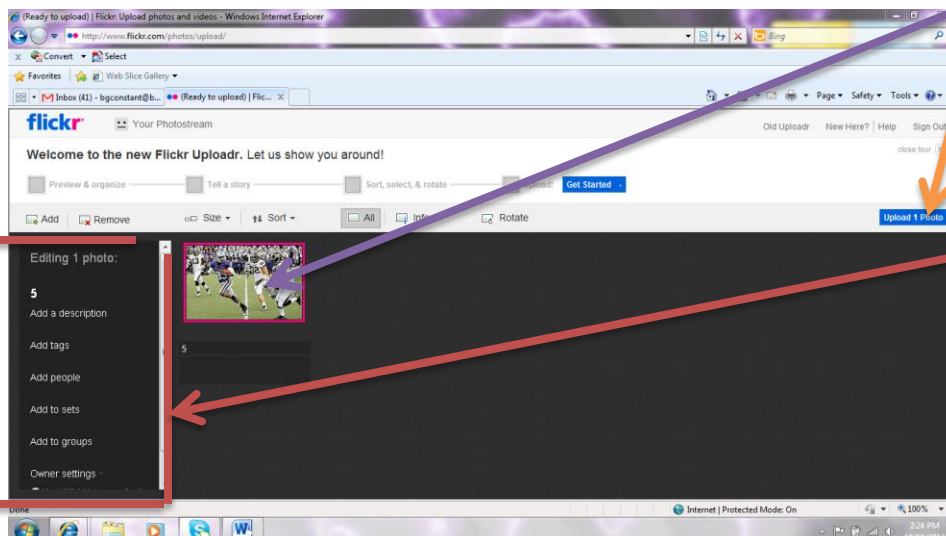 (Ready to upload) | Flickr: Upload photos and videos - Windows Internet Explorer
http://www.flickr.com/photos/upload/
Bing
x Convert Select
Favorites Web Slice Gallery
Inbox (41) - bgconstant@b... (Ready to upload) | Flic... X
Page Safety Tools
flickr Your Photostream Old Uploadr New Here? Help Sign Out
Welcome to the new Flickr Uploadr. Let us show you around!
close tour
Preview & organize Tell a story Sort, select, & rotate Upload! Get Started
Add Remove Size Sort All Info Rotate Upload 1 Photo
Editing 1 photo:
5
Add a description
Add tags
5
Add people
Add to sets
Add to groups
Owner settings
Done Internet | Protected Mode: On 100%
2:24 PM